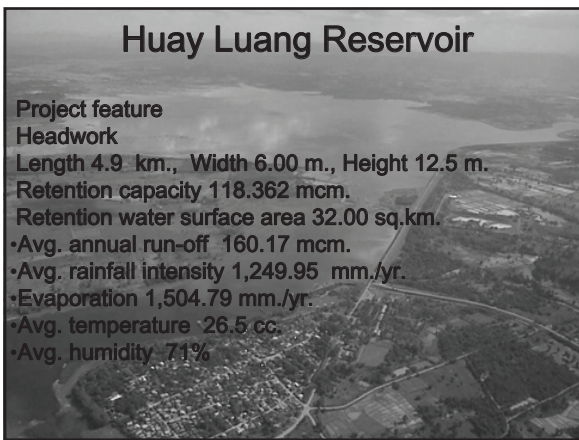 Huay Luang Reservoir
Project feature
Headwork
Length 4.9 km., Width 6.00 m., Height 12.5 m.
Retention capacity 118.362 mcm.
Retention water surface area 32.00 sq.km.
•Avg. annual run-off 160.17 mcm.
•Avg. rainfall intensity 1,249.95 mm./yr.
•Evaporation 1,504.79 mm./yr.
•Avg. temperature 26.5 cc.
•Avg. humidity 71%